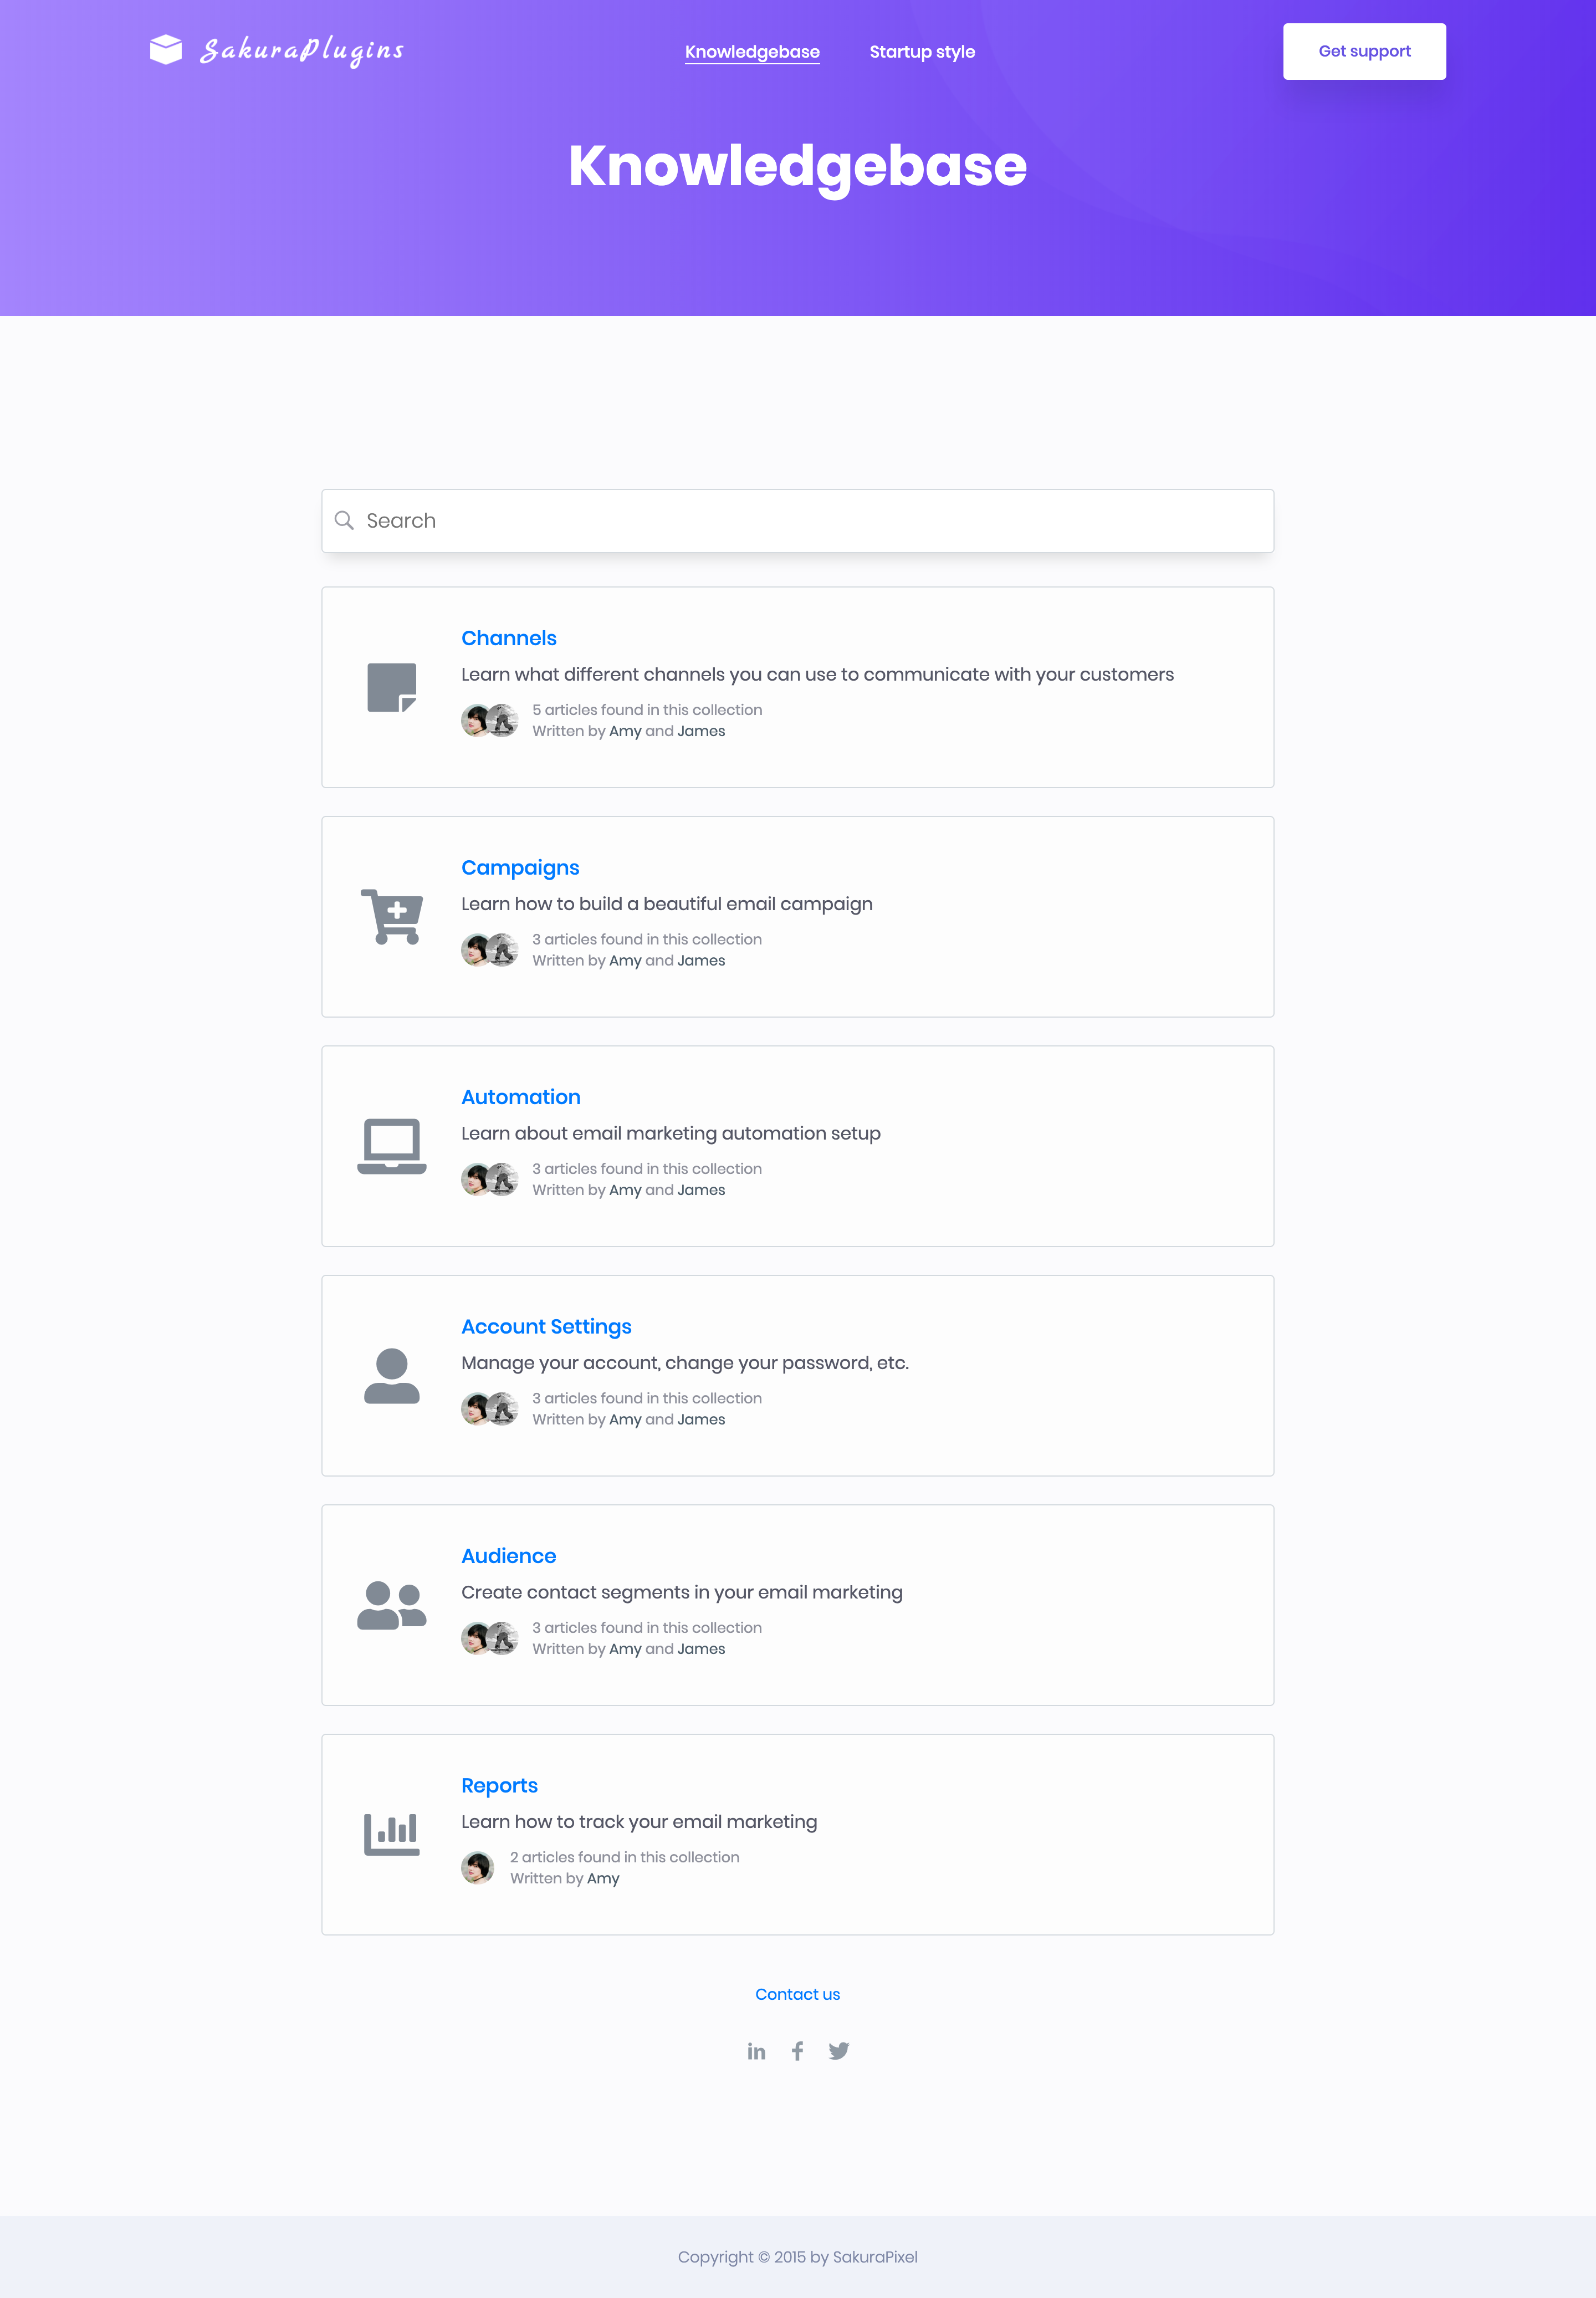 SakuraPlugins
Knowledgebase
Startup style
Get support
Knowledgebase
Search
Channels
Learn what different channels you can use to communicate with your customers
5 articles found in this collection
Written by Amy and James
Campaigns
Learn how to build a beautiful email campaign
3 articles found in this collection
Written by Amy and James
Automation
Learn about email marketing automation setup
3 articles found in this collection
Written by Amy and James
Account Settings
Manage your account, change your password, etc.
3 articles found in this collection
Written by Amy and James
Audience
Create contact segments in your email marketing
3 articles found in this collection
Written by Amy and James
Reports
Learn how to track your email marketing
2 articles found in this collection
Written by Amy
Contact us
Copyright © 2015 by SakuraPixel